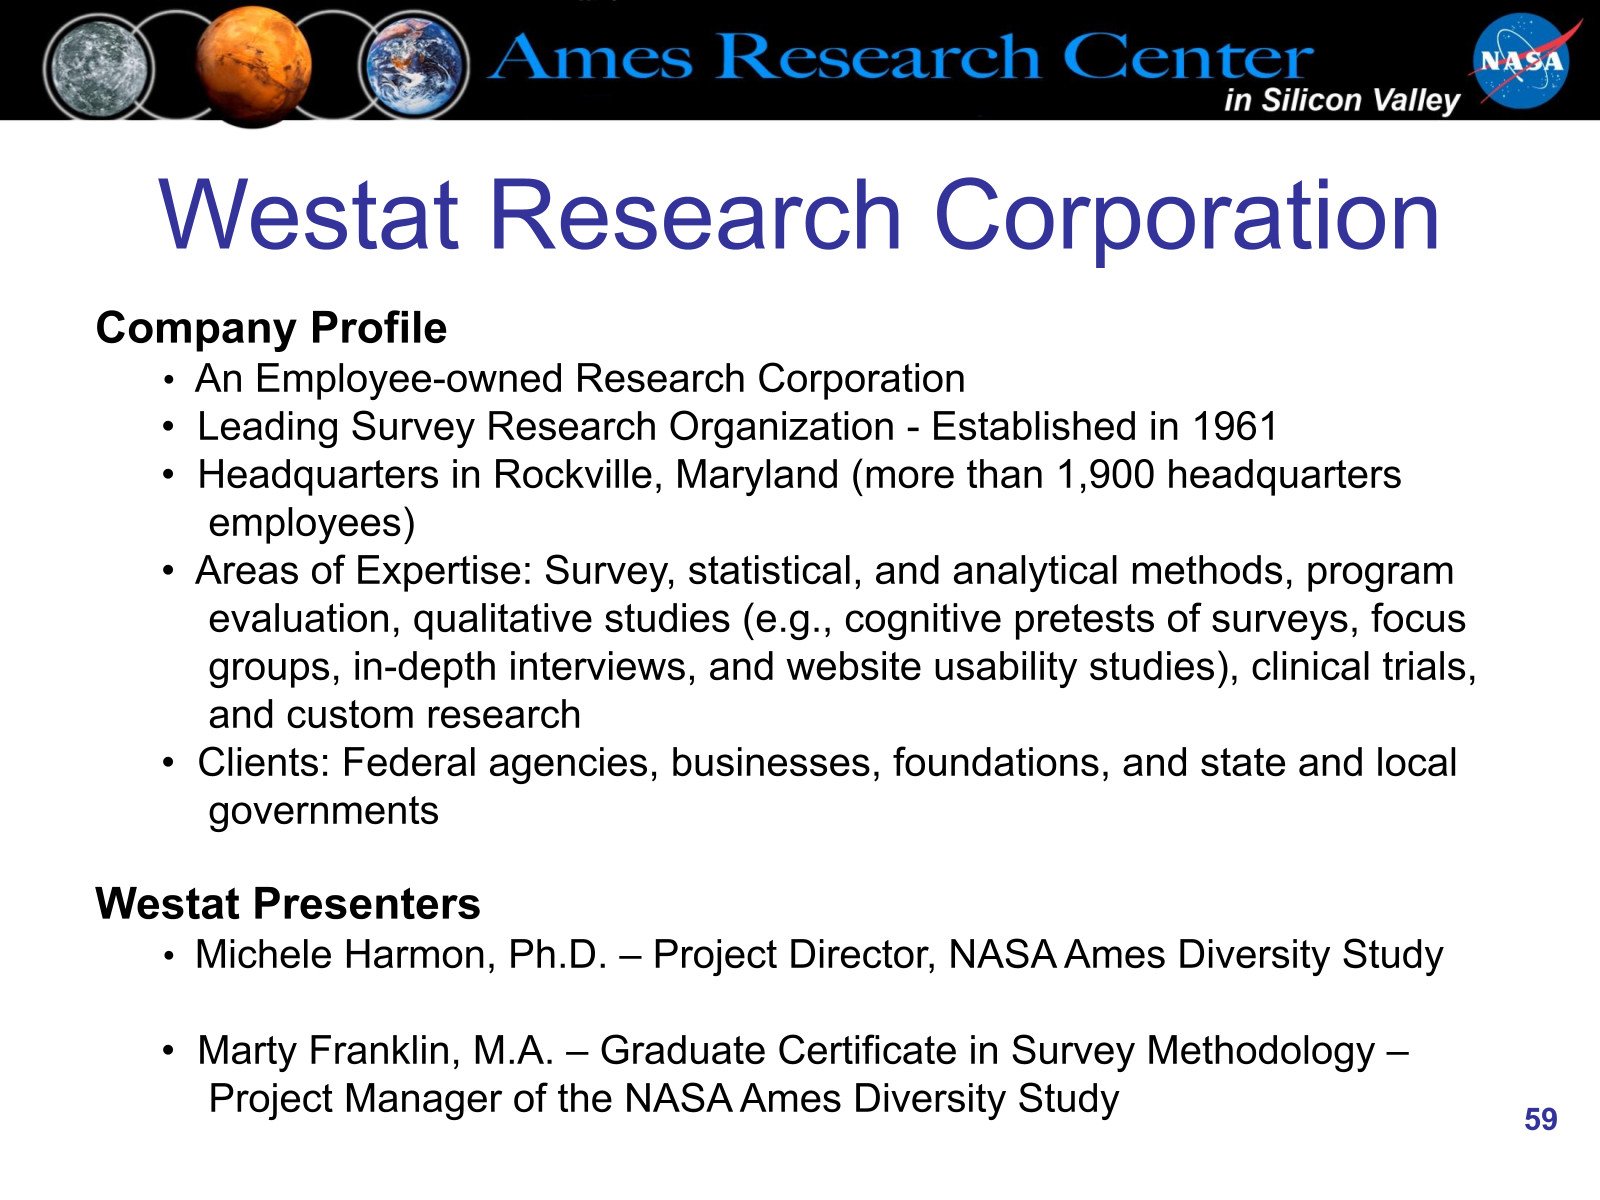 Ames Research Center
in Silicon Valley
NASA
Westat Research Corporation
Company Profile
• An Employee-owned Research Corporation
• Leading Survey Research Organization - Established in 1961
• Headquarters in Rockville, Maryland (more than 1,900 headquarters
employees)
• Areas of Expertise: Survey, statistical, and analytical methods, program
evaluation, qualitative studies (e.g., cognitive pretests of surveys, focus
groups, in-depth interviews, and website usability studies), clinical trials,
and custom research
• Clients: Federal agencies, businesses, foundations, and state and local
governments
Westat Presenters
• Michele Harmon, Ph.D. – Project Director, NASA Ames Diversity Study
• Marty Franklin, M.A. – Graduate Certificate in Survey Methodology –
Project Manager of the NASA Ames Diversity Study
59